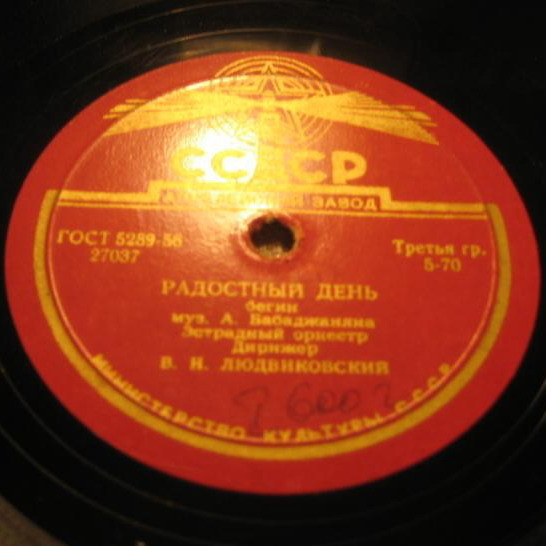 СССР
ЗАВОД
ГОСТ 5289-56
27037
Третья гр.
5-70
РАДОСТНЫЙ ДЕНЬ
бегин
муз. А. Бабаджаняна
Эстрадный оркестр
Дирижер
В. Н. ЛЮДВИКОВСКИЙ
МИНИСТЕРСТВО КУЛЬТУРЫ СССР